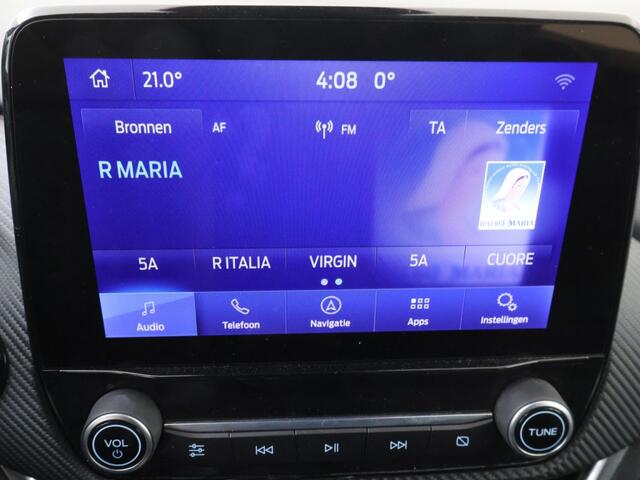 21.0° 4:08 0°
Bronnen AF FM TA Zenders
R MARIA
RADIO MARIA
5A R ITALIA VIRGIN 5A CUORE
Audio Telefoon Navigatie Apps Instellingen
VOL TUNE